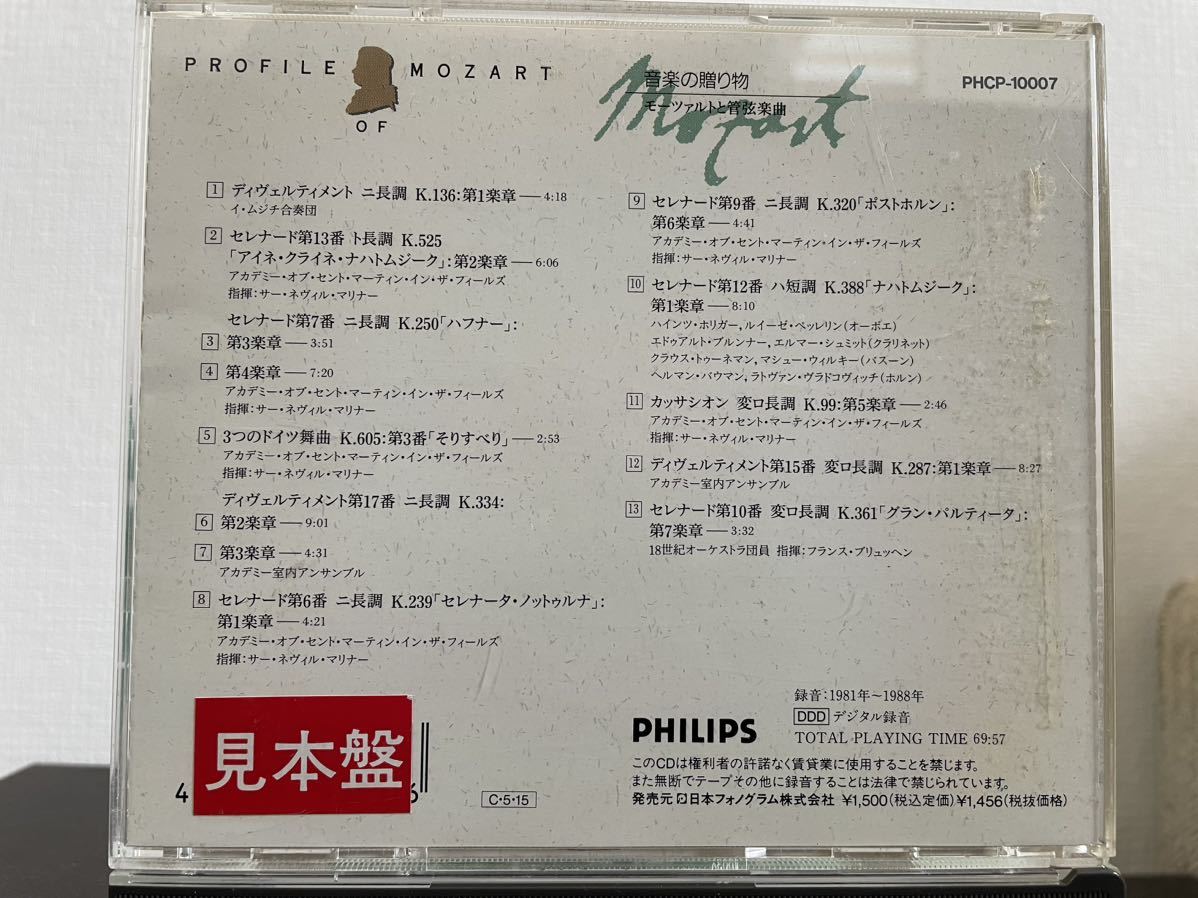 PROFILE MOZART
OF
音楽の贈り物
モーツァルトと管弦楽曲
Mozart
PHCP-10007
1 ディヴェルティメント ニ長調 K.136:第1楽章 — 4:18
イ・ムジチ合奏団
2 セレナード第13番 ト長調 K.525
「アイネ・クライネ・ナハトムジーク」:第2楽章 — 6:06
アカデミー・オブ・セント・マーティン・イン・ザ・フィールズ
指揮:サー・ネヴィル・マリナー
セレナード第7番 ニ長調 K.250「ハフナー」:
3 第3楽章 — 3:51
4 第4楽章 — 7:20
アカデミー・オブ・セント・マーティン・イン・ザ・フィールズ
指揮:サー・ネヴィル・マリナー
5 3つのドイツ舞曲 K.605:第3番「そりすべり」 — 2:53
アカデミー・オブ・セント・マーティン・イン・ザ・フィールズ
指揮:サー・ネヴィル・マリナー
ディヴェルティメント第17番 ニ長調 K.334:
6 第2楽章 — 9:01
7 第3楽章 — 4:31
アカデミー室内アンサンブル
8 セレナード第6番 ニ長調 K.239「セレナータ・ノットゥルナ」:
第1楽章 — 4:21
アカデミー・オブ・セント・マーティン・イン・ザ・フィールズ
指揮:サー・ネヴィル・マリナー
9 セレナード第9番 ニ長調 K.320「ポストホルン」:
第6楽章 — 4:41
アカデミー・オブ・セント・マーティン・イン・ザ・フィールズ
指揮:サー・ネヴィル・マリナー
10 セレナード第12番 ハ短調 K.388「ナハトムジーク」:
第1楽章 — 8:10
ハインツ・ホリガー,ルイーゼ・ペッレリン(オーボエ)
エドゥアルト・ブルンナー,エルマー・シュミット(クラリネット)
クラウス・トゥーネマン,マシュー・ウィルキー(バスーン)
ヘルマン・バウマン,ラトヴァン・ヴラドコヴィッチ(ホルン)
11 カッサシオン 変ロ長調 K.99:第5楽章 — 2:46
アカデミー・オブ・セント・マーティン・イン・ザ・フィールズ
指揮:サー・ネヴィル・マリナー
12 ディヴェルティメント第15番 変ロ長調 K.287:第1楽章 — 8:27
アカデミー室内アンサンブル
13 セレナード第10番 変ロ長調 K.361「グラン・パルティータ」:
第7楽章 — 3:32
18世紀オーケストラ団員 指揮:フランス・ブリュッヘン
見本盤
4 6
C・5・15
PHILIPS
録音:1981年～1988年
DDD デジタル録音
TOTAL PLAYING TIME 69:57
このCDは権利者の許諾なく賃貸業に使用することを禁じます。
また無断でテープその他に録音することは法律で禁じられています。
発売元 日本フォノグラム株式会社 ¥1,500(税込定価)¥1,456(税抜価格)